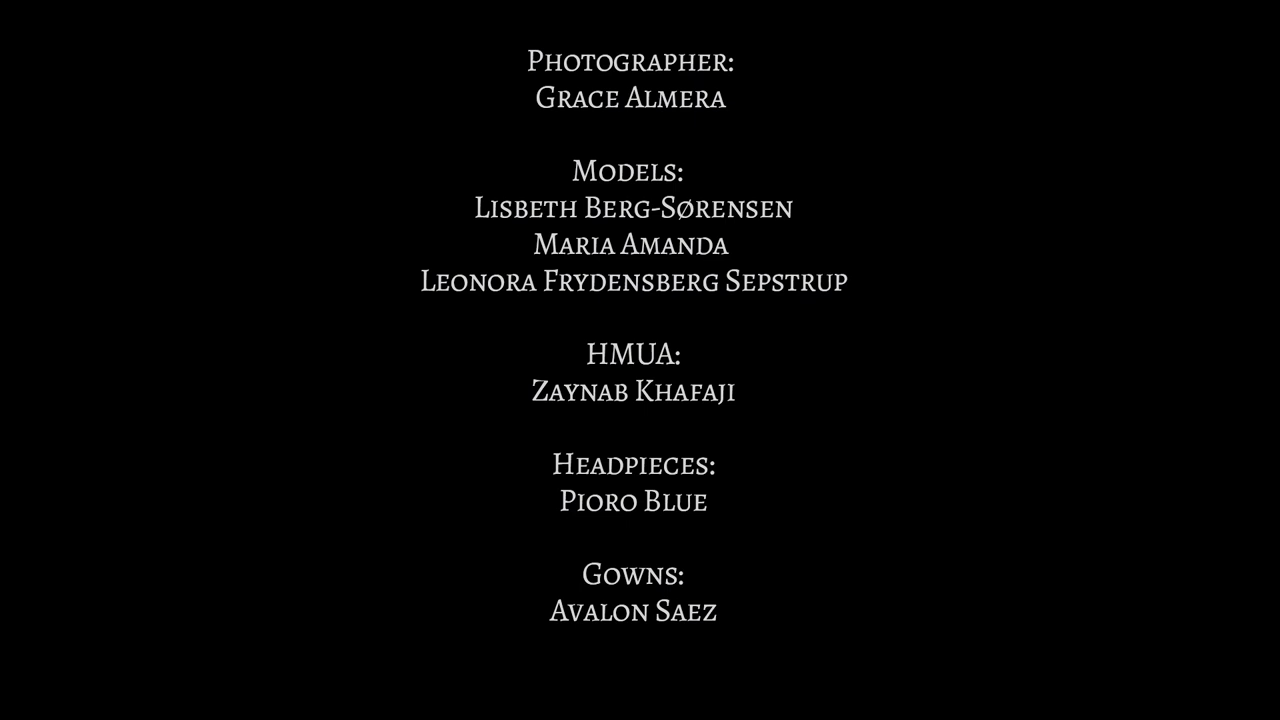 Photographer:
Grace Almera
Models:
Lisbeth Berg-Sørensen
Maria Amanda
Leonora Frydensberg Sepstrup
HMUA:
Zaynab Khafaji
Headpieces:
Pioro Blue
Gowns:
Avalon Saez